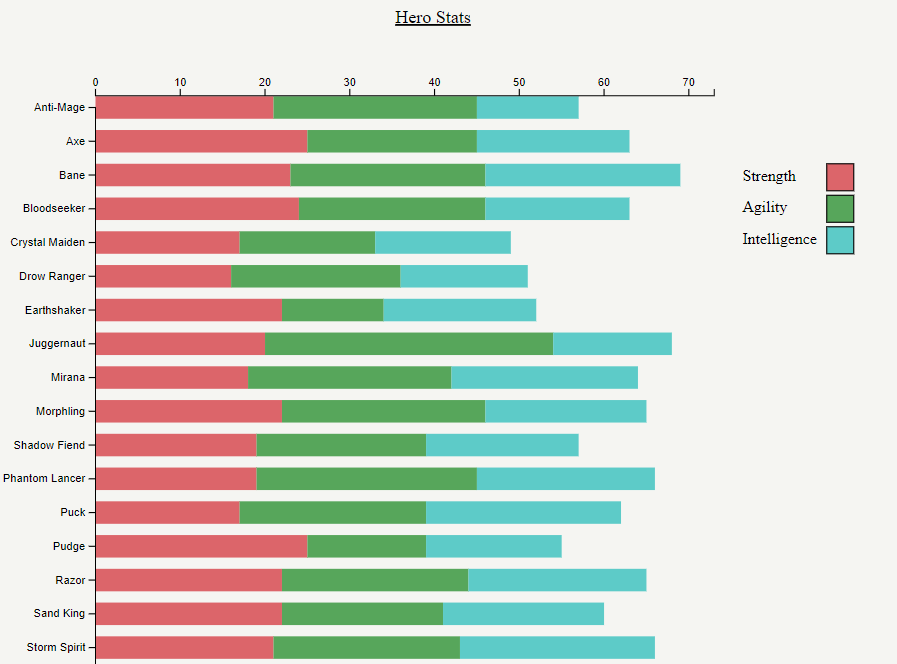 Hero Stats
0 10 20 30 40 50 60 70
Anti-Mage
Axe
Bane
Strength
Bloodseeker
Agility
Crystal Maiden
Intelligence
Drow Ranger
Earthshaker
Juggernaut
Mirana
Morphling
Shadow Fiend
Phantom Lancer
Puck
Pudge
Razor
Sand King
Storm Spirit